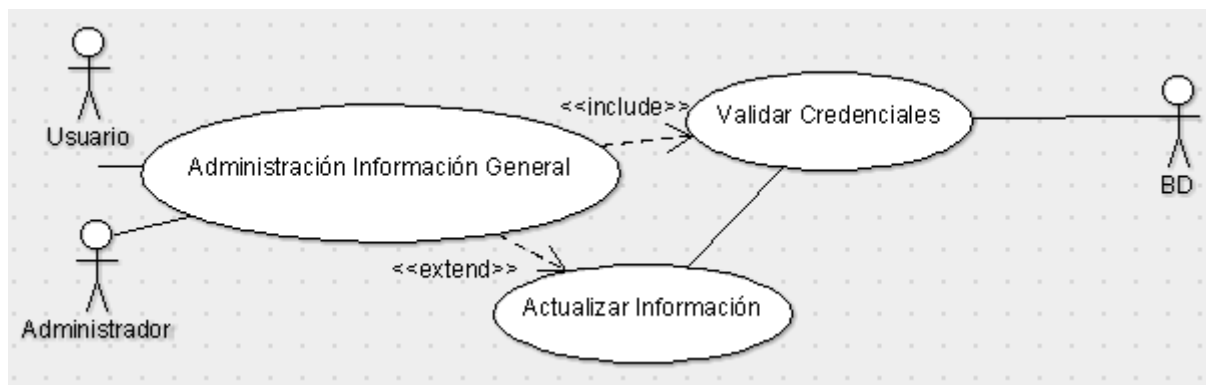 Usuario
<<include>>
Validar Credenciales
Administración Información General
BD
<<extend>>
Actualizar Información
Administrador